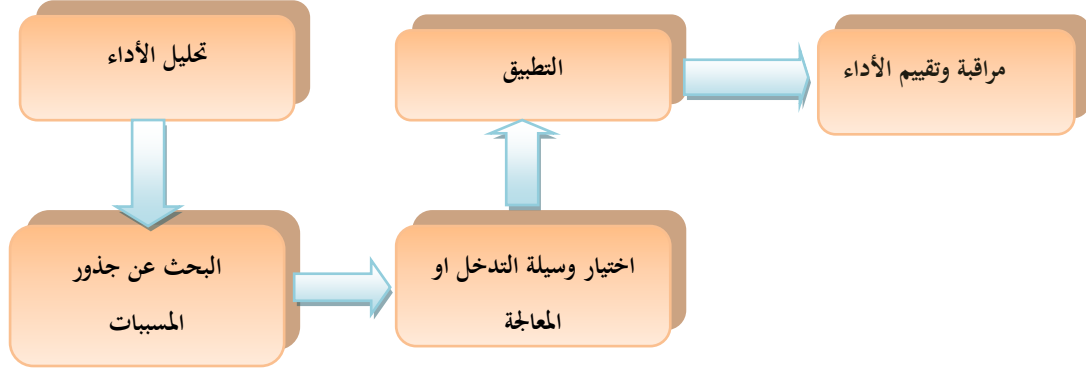 تحليل الأداء
البحث عن جذور
المسببات
اختيار وسيلة التدخل او
المعالجة
التطبيق
مراقبة وتقييم الأداء